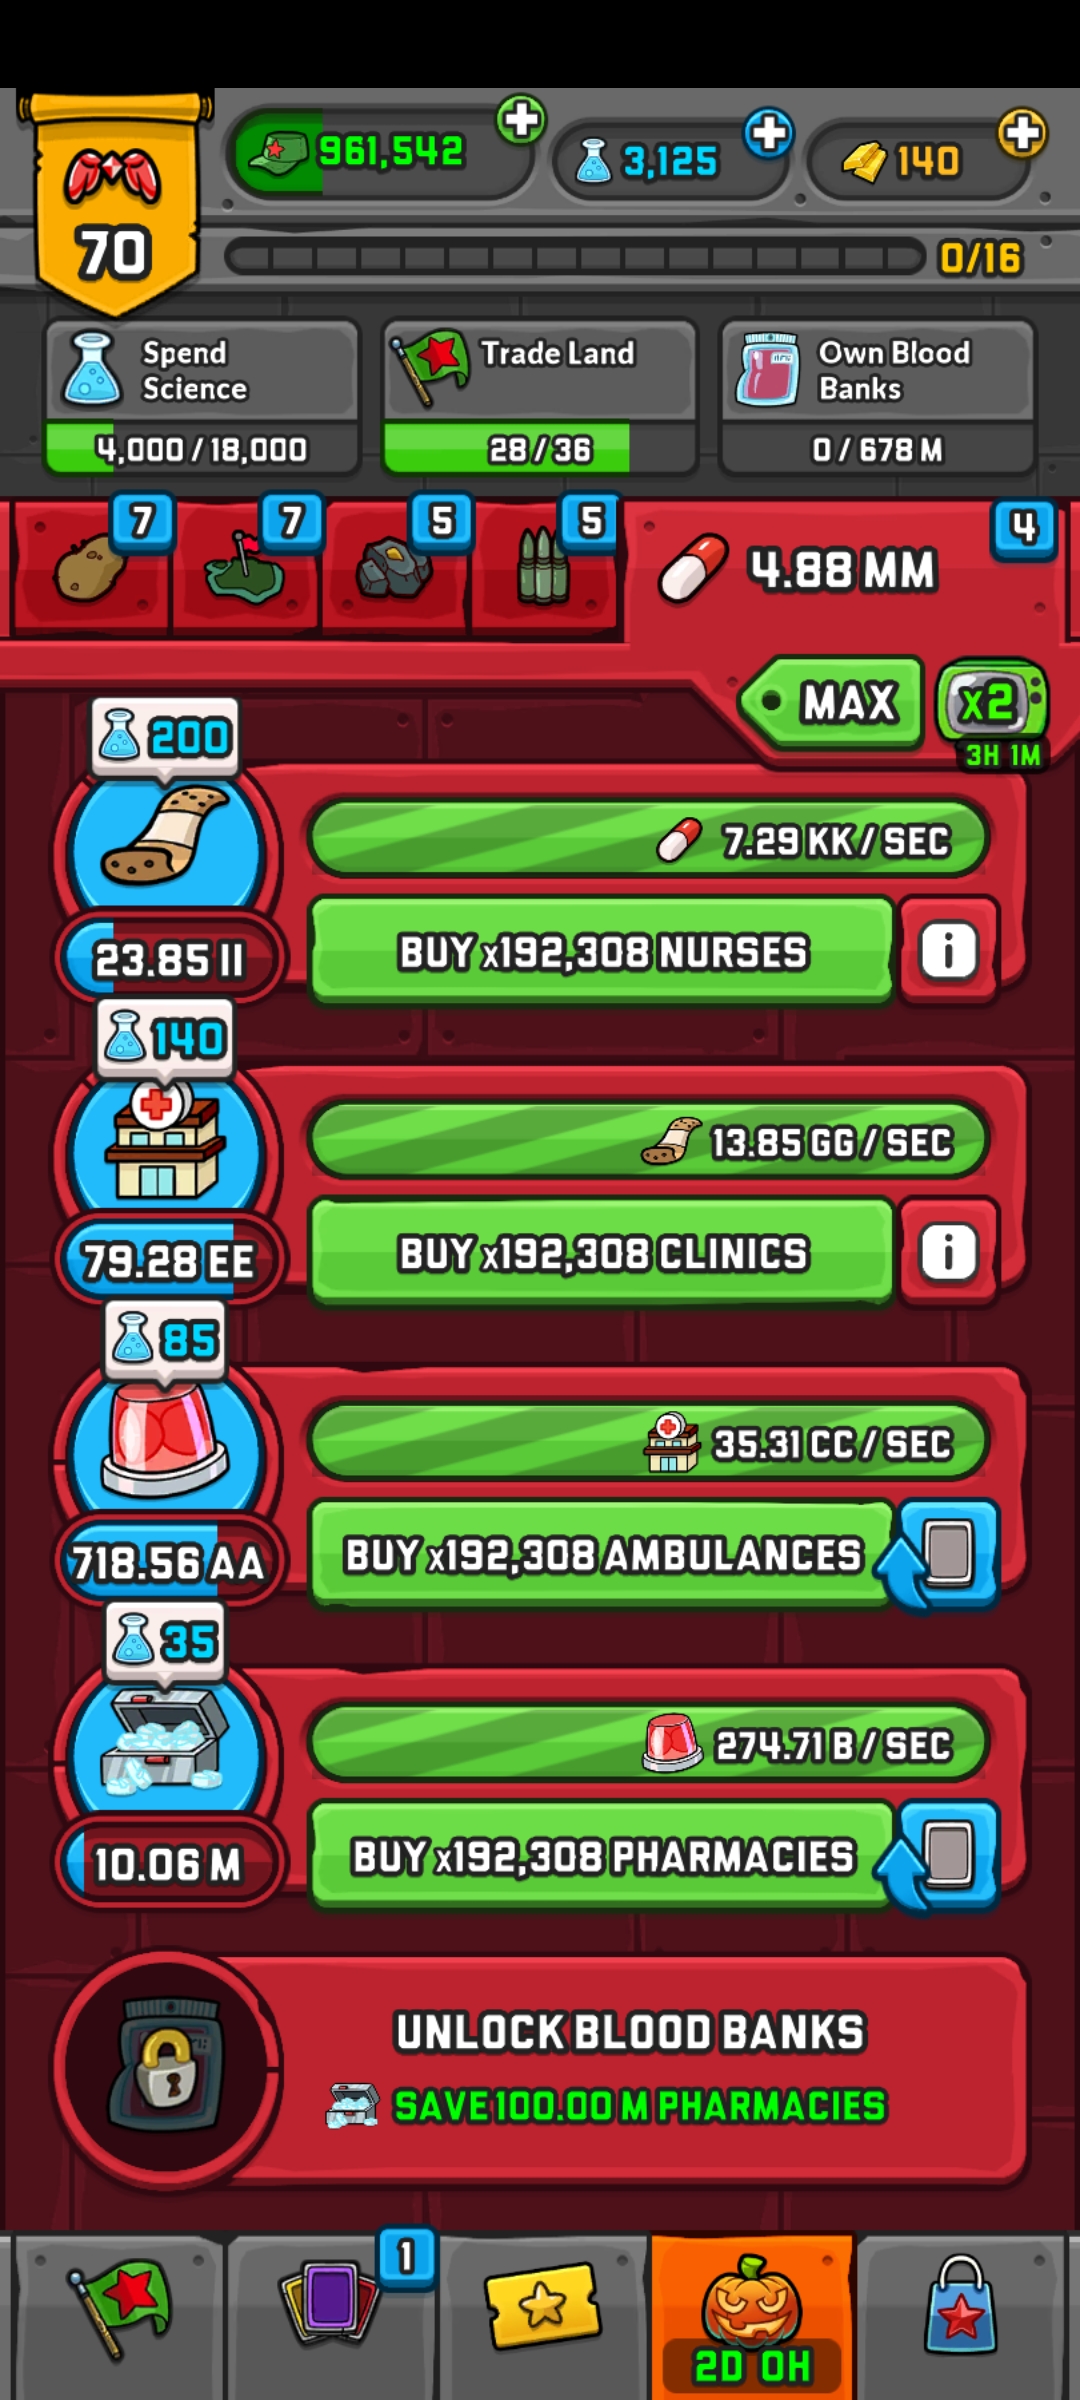 961,542
3,125
140
70
0/16
Spend
Science
4,000/18,000
Trade Land
28/36
Own Blood
Banks
0/678 M
7
7
5
5
4.88 MM
4
MAX
x2
3H 1M
200
7.29 KK/SEC
BUY x192,308 NURSES
i
23.85 II
140
13.85 GG/SEC
BUY x192,308 CLINICS
i
79.28 EE
85
35.31 CC/SEC
BUY x192,308 AMBULANCES
718.56 AA
35
274.71 B/SEC
BUY x192,308 PHARMACIES
10.06 M
UNLOCK BLOOD BANKS
SAVE 100.00 M PHARMACIES
1
2D 0H